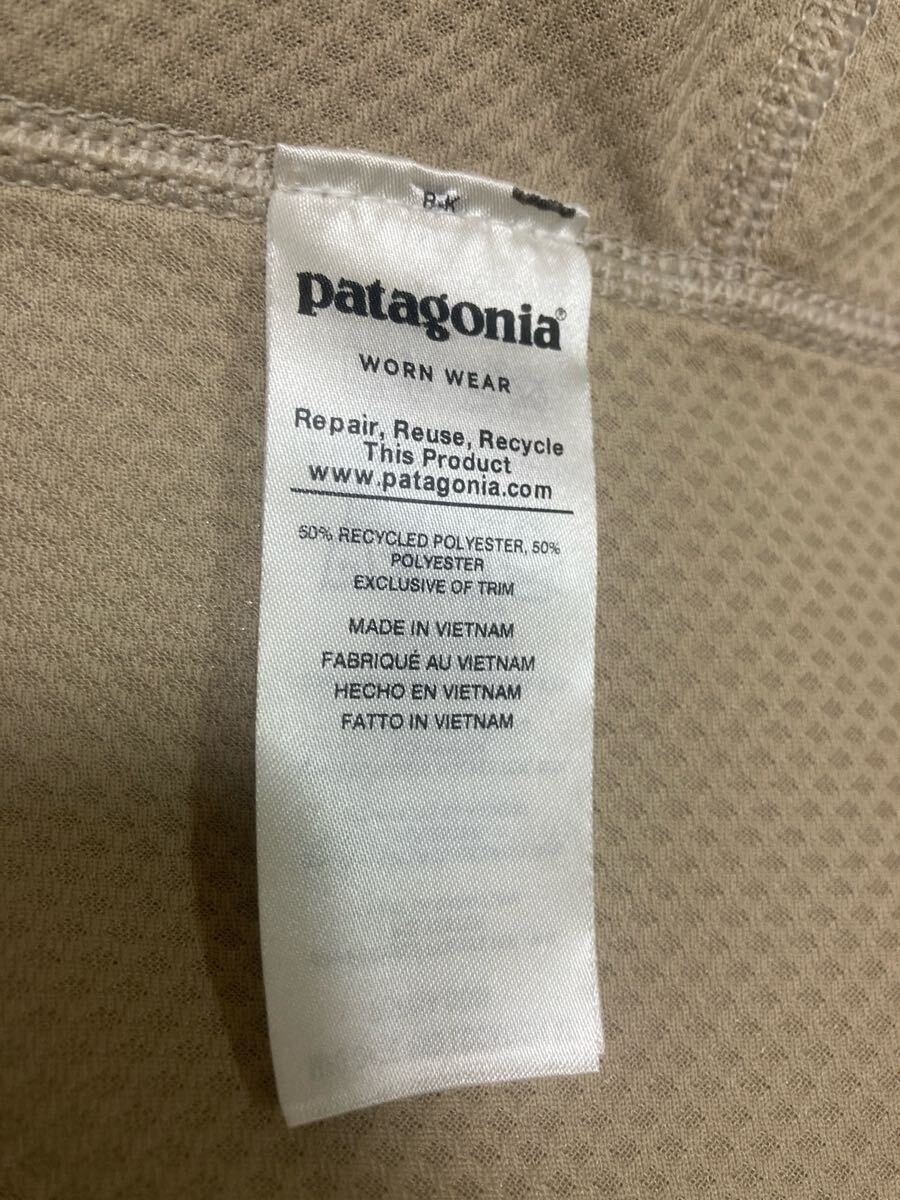 R-K
patagonia®
WORN WEAR
Repair, Reuse, Recycle
This Product
www.patagonia.com
50% RECYCLED POLYESTER, 50%
POLYESTER
EXCLUSIVE OF TRIM
MADE IN VIETNAM
FABRIQUÉ AU VIETNAM
HECHO EN VIETNAM
FATTO IN VIETNAM